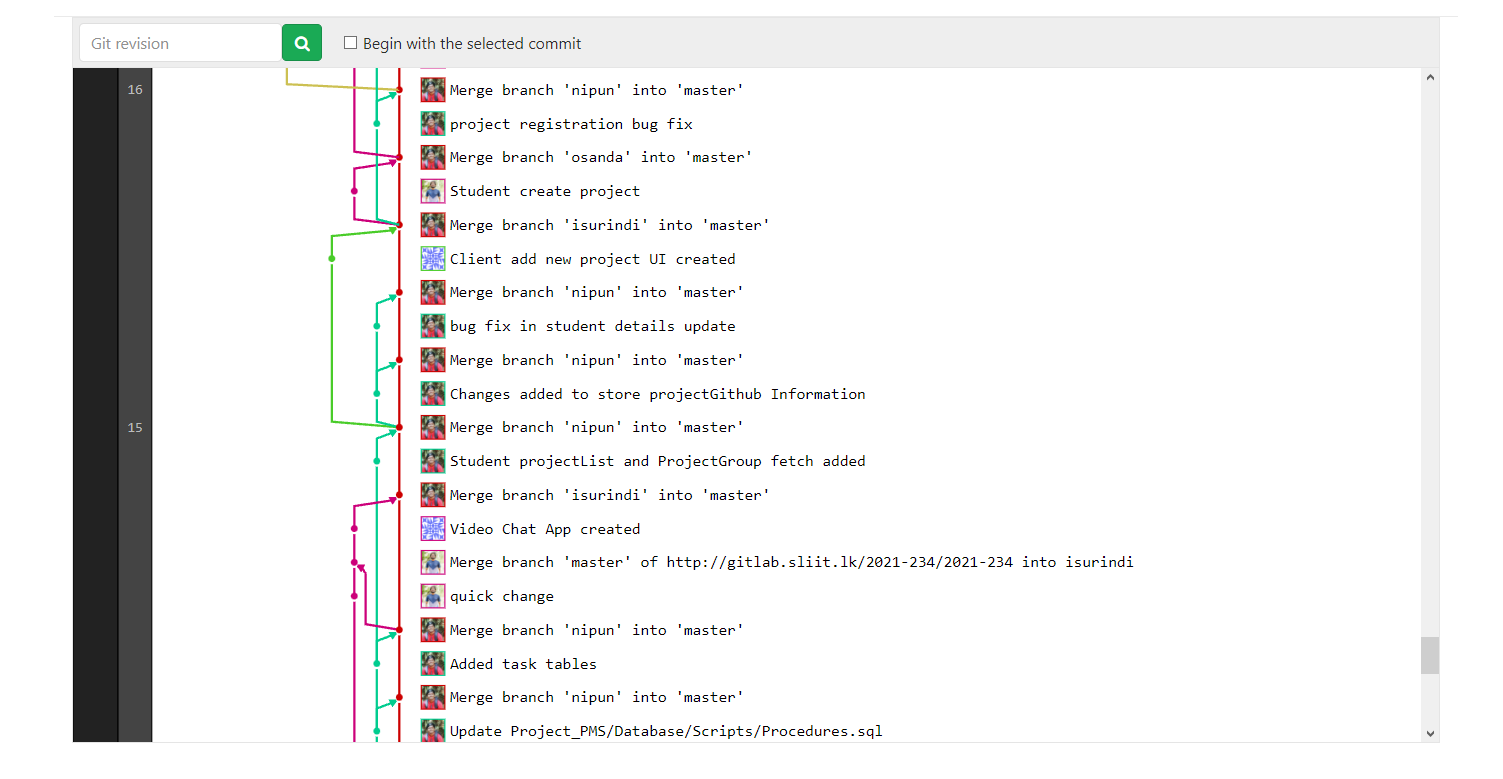 Git revision
Begin with the selected commit
16
Merge branch 'nipun' into 'master'
project registration bug fix
Merge branch 'osanda' into 'master'
Student create project
Merge branch 'isurindi' into 'master'
Client add new project UI created
Merge branch 'nipun' into 'master'
bug fix in student details update
Merge branch 'nipun' into 'master'
Changes added to store projectGithub Information
15
Merge branch 'nipun' into 'master'
Student projectList and ProjectGroup fetch added
Merge branch 'isurindi' into 'master'
Video Chat App created
Merge branch 'master' of http://gitlab.sliit.lk/2021-234/2021-234 into isurindi
quick change
Merge branch 'nipun' into 'master'
Added task tables
Merge branch 'nipun' into 'master'
Update Project_PMS/Database/Scripts/Procedures.sql